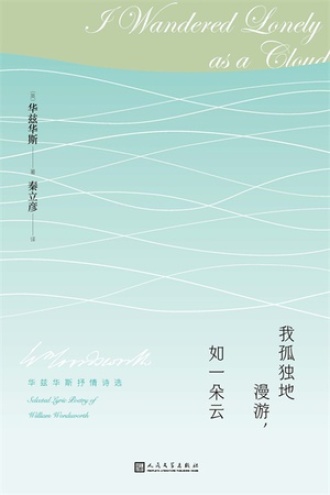 I Wandered Lonely
as a Cloud
[英] 华兹华斯 著
秦立彦 译
我孤独地
漫游，
如一朵云
Wordsworth
华兹华斯抒情诗选
Selected Lyric Poetry of
William Wordsworth
人民文学出版社